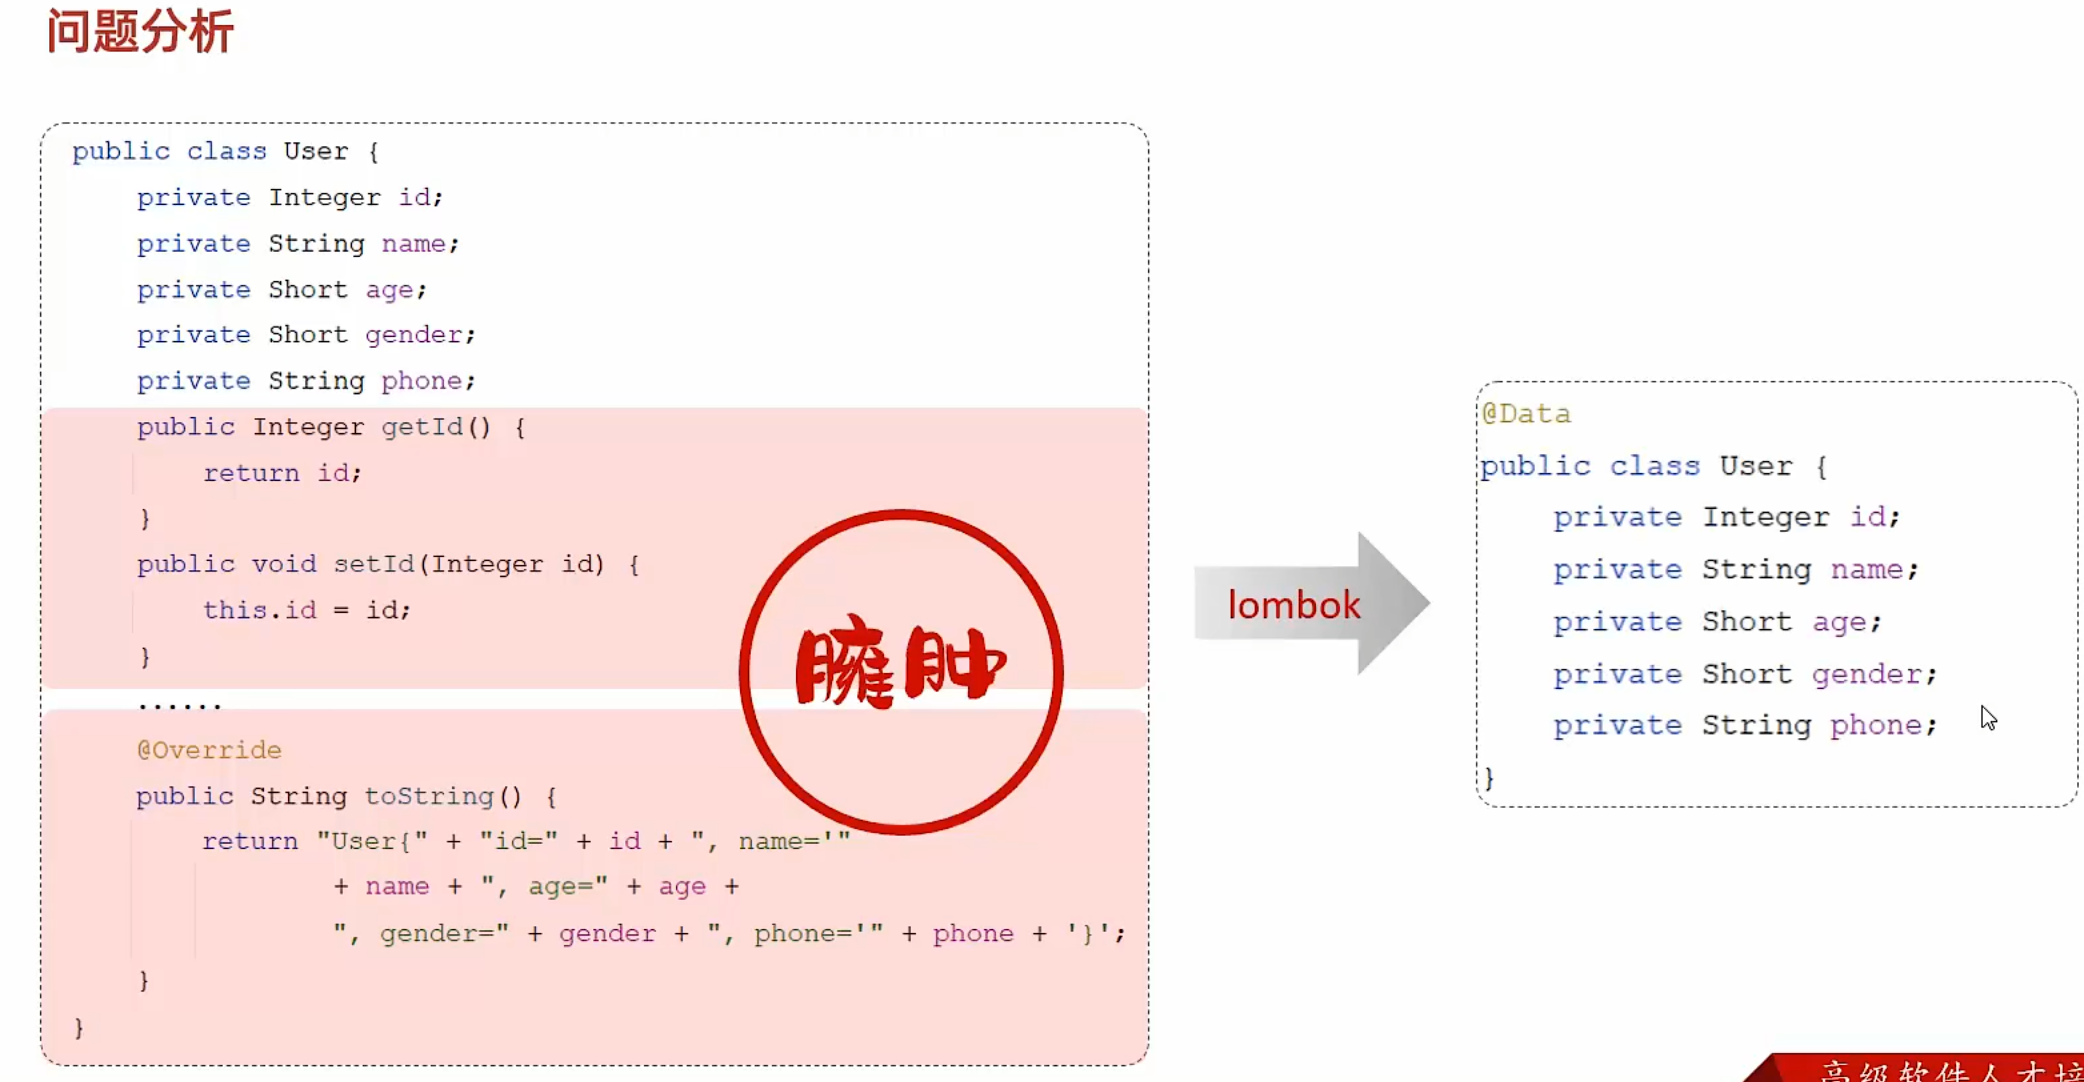 问题分析
public class User {
private Integer id;
private String name;
private Short age;
private Short gender;
private String phone;
public Integer getId() {
return id;
}
public void setId(Integer id) {
this.id = id;
}
......
@Override
public String toString() {
return "User{" + "id=" + id + ", name='"
+ name + ", age=" + age +
", gender=" + gender + ", phone='" + phone + '}';
}
}
臃肿
lombok
@Data
public class User {
private Integer id;
private String name;
private Short age;
private Short gender;
private String phone;
}
高级软件人才培